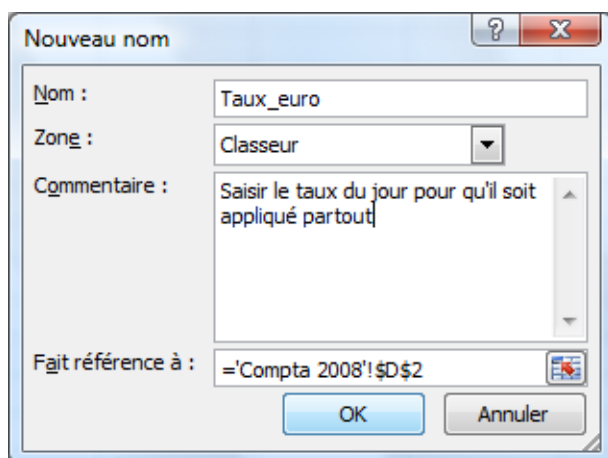 Nouveau nom
Nom :
Taux_euro
Zone :
Classeur
Commentaire :
Saisir le taux du jour pour qu'il soit
appliqué partout
Fait référence à :
='Compta 2008'!$D$2
OK
Annuler